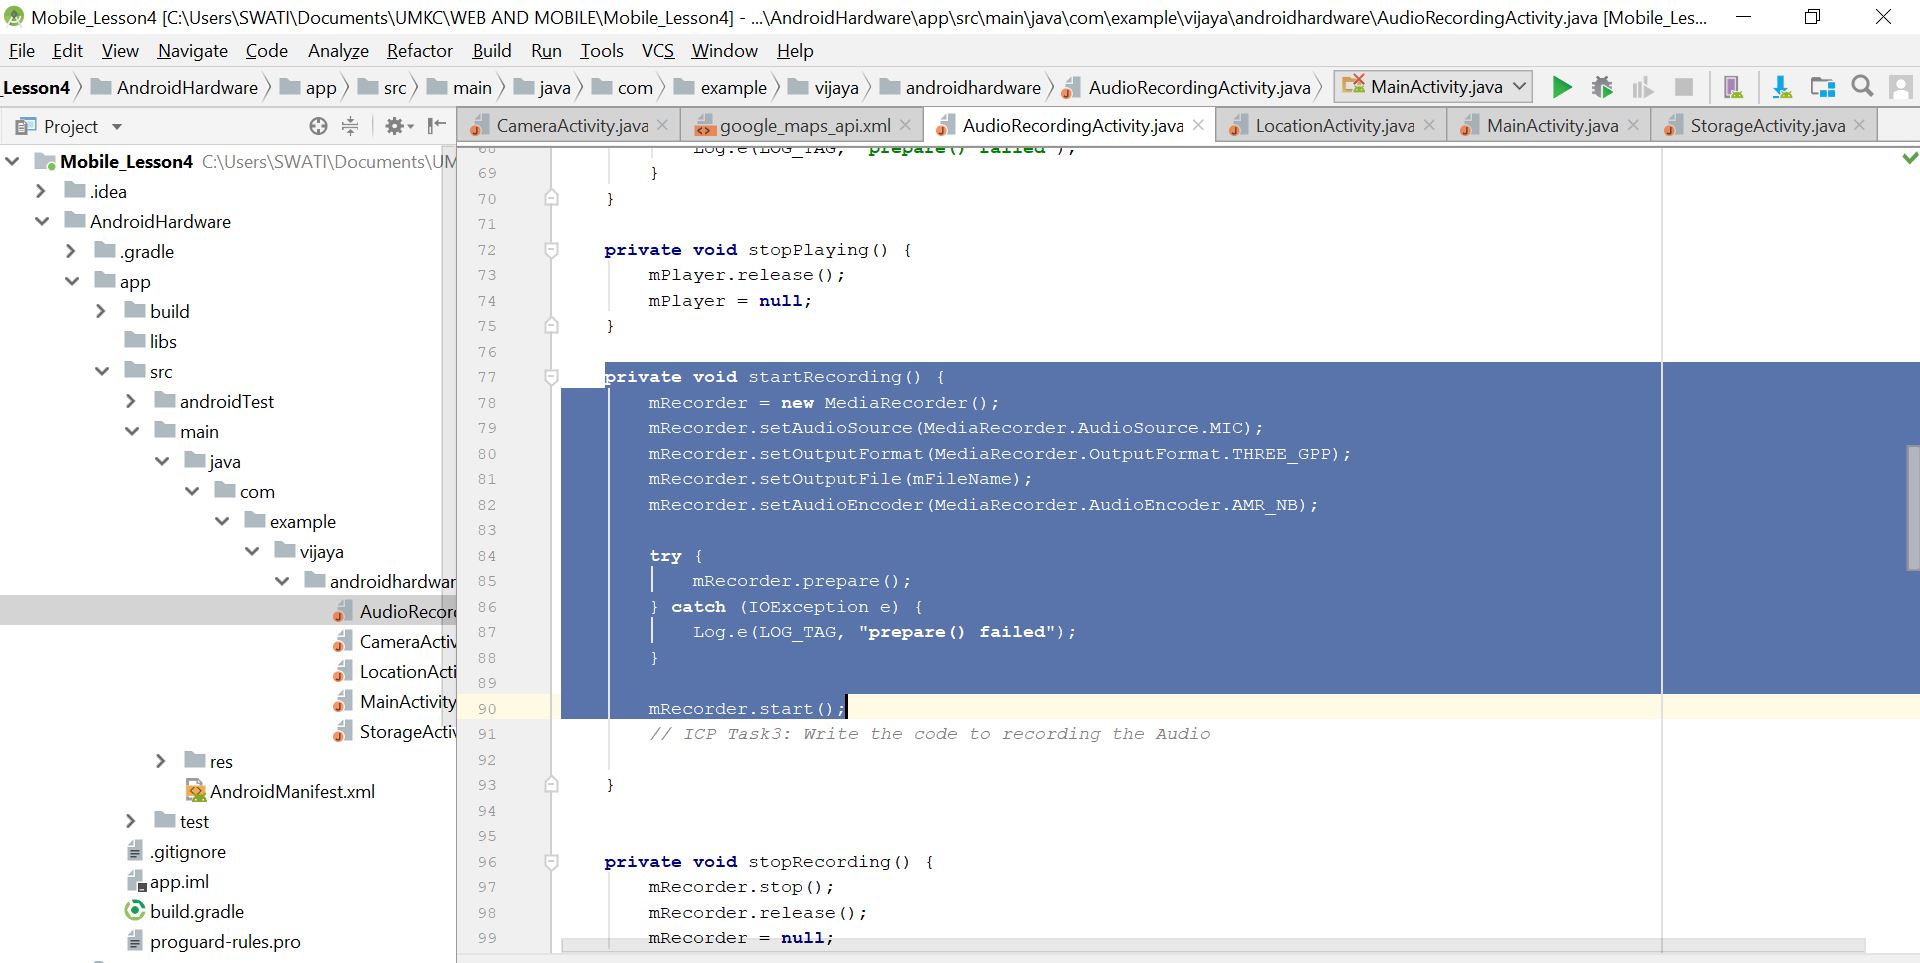 Mobile_Lesson4 [C:\Users\SWATI\Documents\UMKC\WEB AND MOBILE\Mobile_Lesson4] - ...\AndroidHardware\app\src\main\java\com\example\vijaya\androidhardware\AudioRecordingActivity.java [Mobile_Les...
File Edit View Navigate Code Analyze Refactor Build Run Tools VCS Window Help
_Lesson4 AndroidHardware app src main java com example vijaya androidhardware AudioRecordingActivity.java MainActivity.java
Project
CameraActivity.java google_maps_api.xml AudioRecordingActivity.java LocationActivity.java MainActivity.java StorageActivity.java
Mobile_Lesson4 C:\Users\SWATI\Documents\UM
.idea
AndroidHardware
.gradle
app
build
libs
src
androidTest
main
java
com
example
vijaya
androidhardwar
AudioRecor
CameraActiv
LocationActi
MainActivity
StorageActiv
res
AndroidManifest.xml
test
.gitignore
app.iml
build.gradle
proguard-rules.pro
68 Log.e(LOG_TAG, "prepare() failed");
69 }
70 }
71
72 private void stopPlaying() {
73 mPlayer.release();
74 mPlayer = null;
75 }
76
77 private void startRecording() {
78 mRecorder = new MediaRecorder();
79 mRecorder.setAudioSource(MediaRecorder.AudioSource.MIC);
80 mRecorder.setOutputFormat(MediaRecorder.OutputFormat.THREE_GPP);
81 mRecorder.setOutputFile(mFileName);
82 mRecorder.setAudioEncoder(MediaRecorder.AudioEncoder.AMR_NB);
83
84 try {
85 mRecorder.prepare();
86 } catch (IOException e) {
87 Log.e(LOG_TAG, "prepare() failed");
88 }
89
90 mRecorder.start();
91 // ICP Task3: Write the code to recording the Audio
92
93 }
94
95
96 private void stopRecording() {
97 mRecorder.stop();
98 mRecorder.release();
99 mRecorder = null;